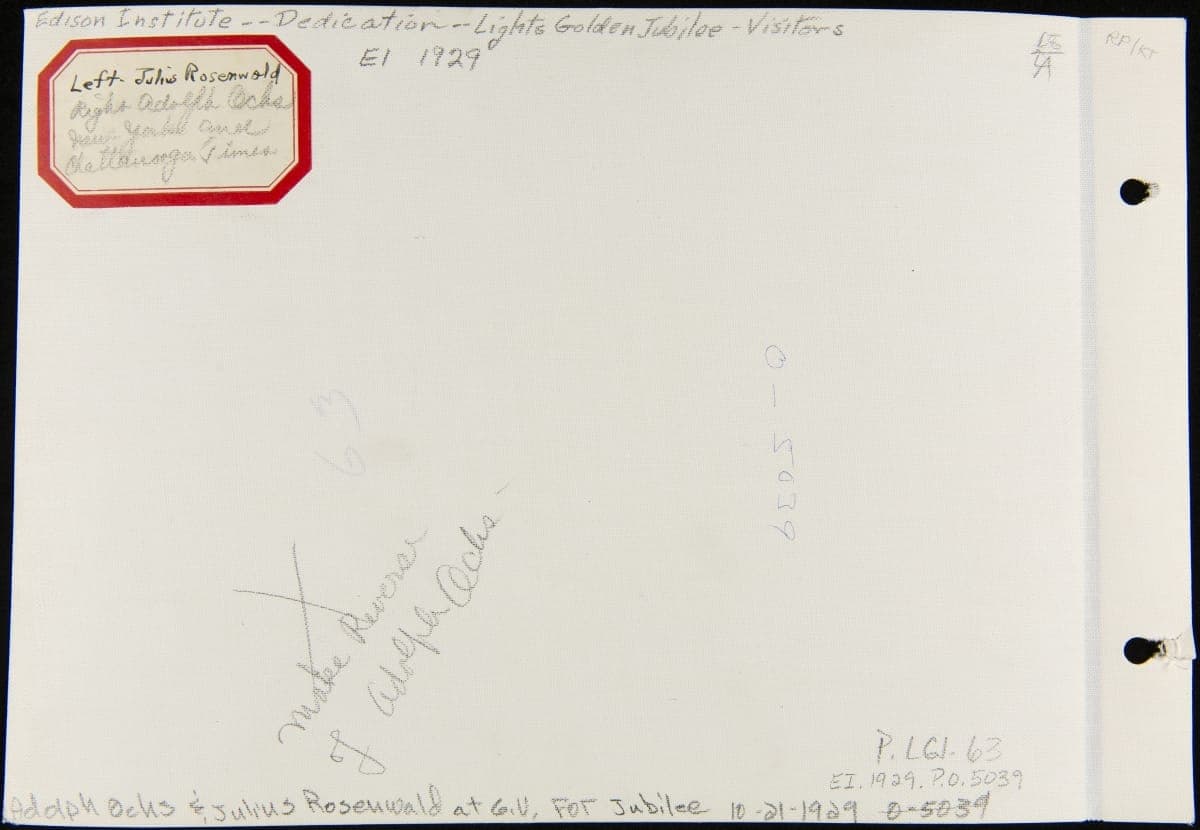 Edison Institute -- Dedication -- Lights Golden Jubilee - Visitors
EI 1929
RP/KT
Left- Julius Rosenwald
Right Adolph Ochs
New York and
Chattanooga Times
63
0-5039
Make Reverse
of Adolph Ochs -
P. LGJ. 63
EI. 1929. P.O. 5039
Adolph Ochs & Julius Rosenwald at G.V. For Jubilee 10-21-1929 0-5039